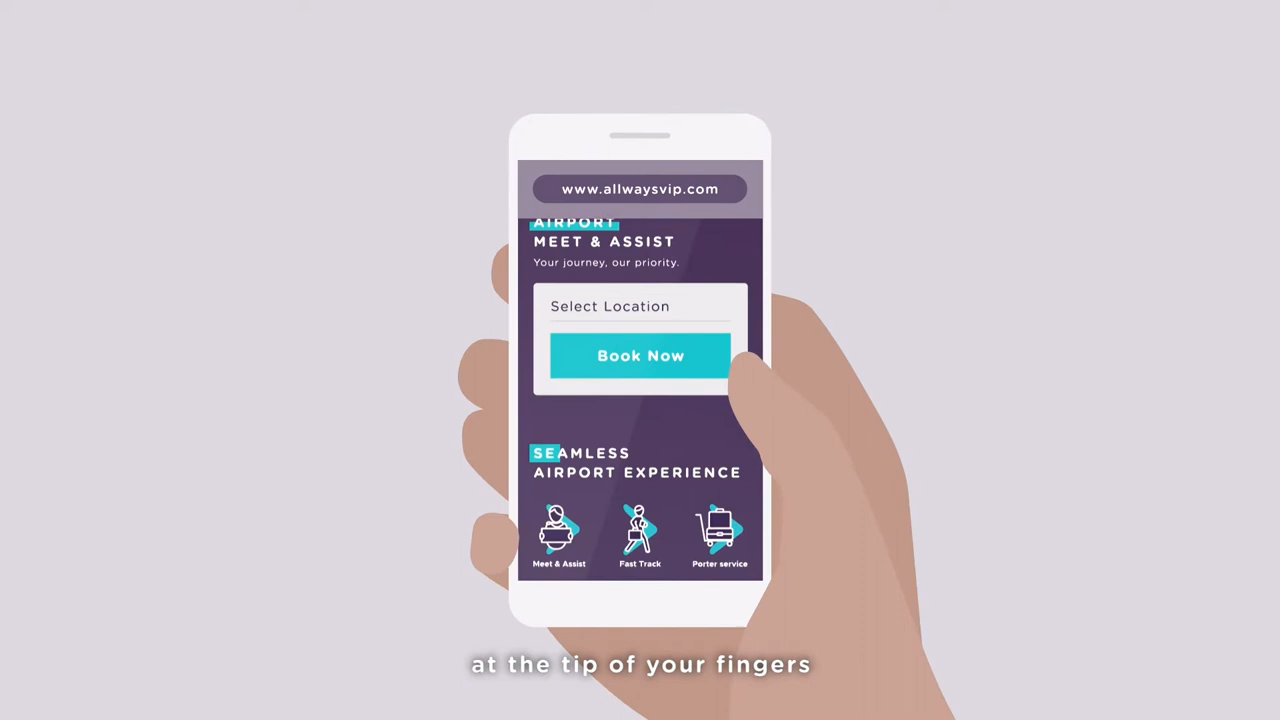 www.allwaysvip.com
AIRPORT
MEET & ASSIST
Your journey, our priority.
Select Location
Book Now
SEAMLESS
AIRPORT EXPERIENCE
Meet & Assist
Fast Track
Porter service
at the tip of your fingers